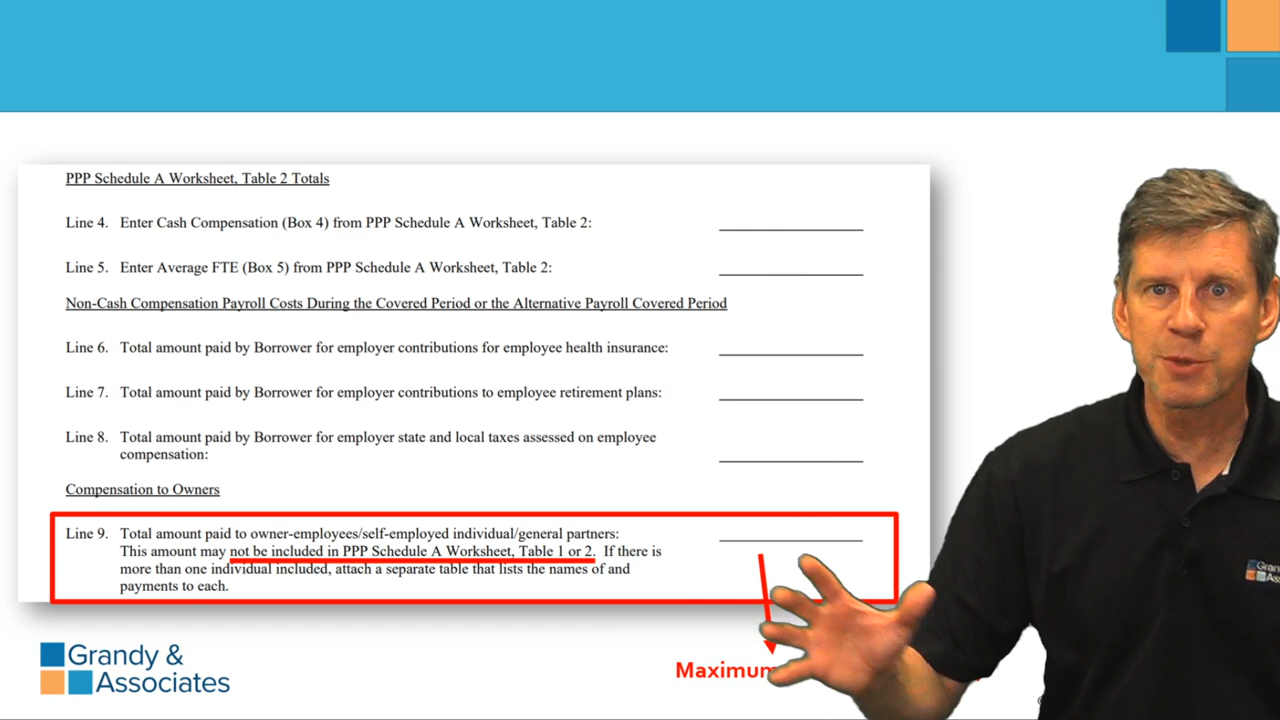 PPP Schedule A Worksheet, Table 2 Totals
Line 4. Enter Cash Compensation (Box 4) from PPP Schedule A Worksheet, Table 2:
Line 5. Enter Average FTE (Box 5) from PPP Schedule A Worksheet, Table 2:
Non-Cash Compensation Payroll Costs During the Covered Period or the Alternative Payroll Covered Period
Line 6. Total amount paid by Borrower for employer contributions for employee health insurance:
Line 7. Total amount paid by Borrower for employer contributions to employee retirement plans:
Line 8. Total amount paid by Borrower for employer state and local taxes assessed on employee
compensation:
Compensation to Owners
Line 9. Total amount paid to owner-employees/self-employed individual/general partners:
This amount may not be included in PPP Schedule A Worksheet, Table 1 or 2. If there is
more than one individual included, attach a separate table that lists the names of and
payments to each.
Grandy &
Associates